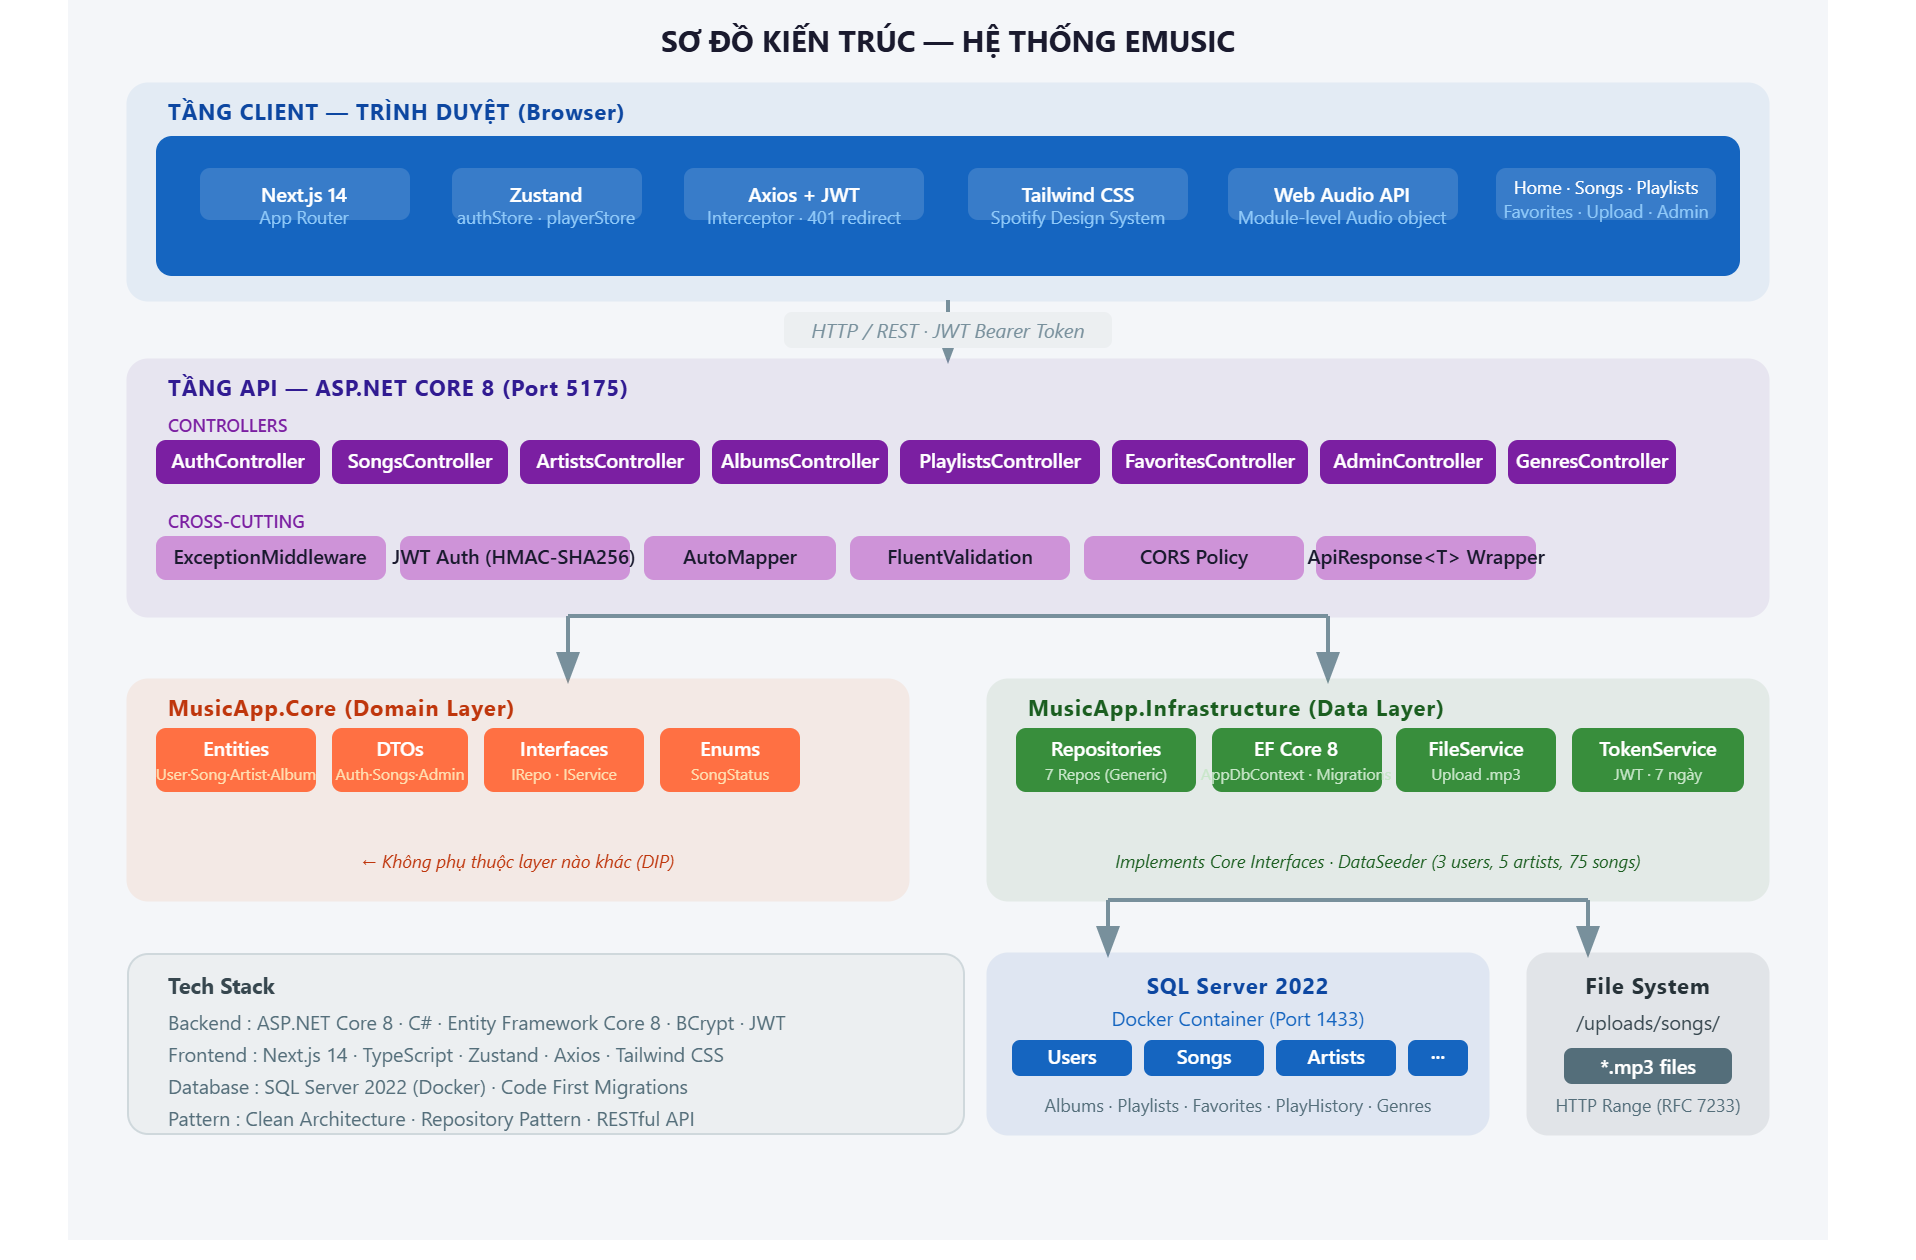 SƠ ĐỒ KIẾN TRÚC — HỆ THỐNG EMUSIC
TẦNG CLIENT — TRÌNH DUYỆT (Browser)
Next.js 14
App Router
Zustand
authStore · playerStore
Axios + JWT
Interceptor · 401 redirect
Tailwind CSS
Spotify Design System
Web Audio API
Module-level Audio object
Home · Songs · Playlists
Favorites · Upload · Admin
HTTP / REST · JWT Bearer Token
TẦNG API — ASP.NET CORE 8 (Port 5175)
CONTROLLERS
AuthController
SongsController
ArtistsController
AlbumsController
PlaylistsController
FavoritesController
AdminController
GenresController
CROSS-CUTTING
ExceptionMiddleware
JWT Auth (HMAC-SHA256)
AutoMapper
FluentValidation
CORS Policy
ApiResponse<T> Wrapper
MusicApp.Core (Domain Layer)
Entities
User·Song·Artist·Album
DTOs
Auth·Songs·Admin
Interfaces
IRepo · IService
Enums
SongStatus
← Không phụ thuộc layer nào khác (DIP)
MusicApp.Infrastructure (Data Layer)
Repositories
7 Repos (Generic)
EF Core 8
AppDbContext · Migrations
FileService
Upload .mp3
TokenService
JWT · 7 ngày
Implements Core Interfaces · DataSeeder (3 users, 5 artists, 75 songs)
Tech Stack
Backend : ASP.NET Core 8 · C# · Entity Framework Core 8 · BCrypt · JWT
Frontend : Next.js 14 · TypeScript · Zustand · Axios · Tailwind CSS
Database : SQL Server 2022 (Docker) · Code First Migrations
Pattern : Clean Architecture · Repository Pattern · RESTful API
SQL Server 2022
Docker Container (Port 1433)
Users
Songs
Artists
...
Albums · Playlists · Favorites · PlayHistory · Genres
File System
/uploads/songs/
*.mp3 files
HTTP Range (RFC 7233)